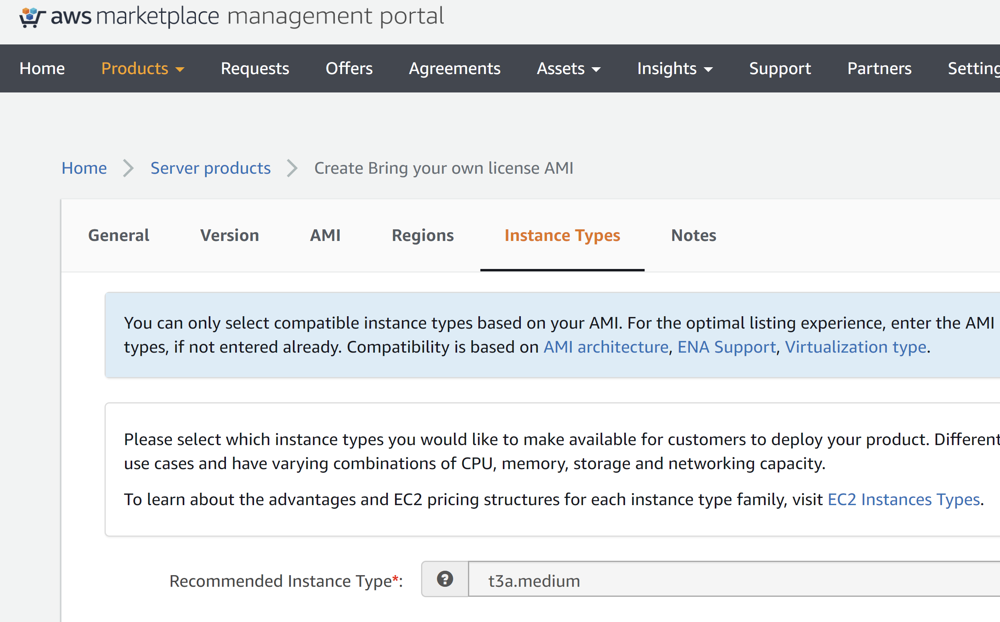 aws marketplace management portal
Home Products Requests Offers Agreements Assets Insights Support Partners Setting
Home Server products Create Bring your own license AMI
General Version AMI Regions Instance Types Notes
You can only select compatible instance types based on your AMI. For the optimal listing experience, enter the AMI
types, if not entered already. Compatibility is based on AMI architecture, ENA Support, Virtualization type.
Please select which instance types you would like to make available for customers to deploy your product. Different
use cases and have varying combinations of CPU, memory, storage and networking capacity.
To learn about the advantages and EC2 pricing structures for each instance type family, visit EC2 Instances Types.
Recommended Instance Type*: t3a.medium